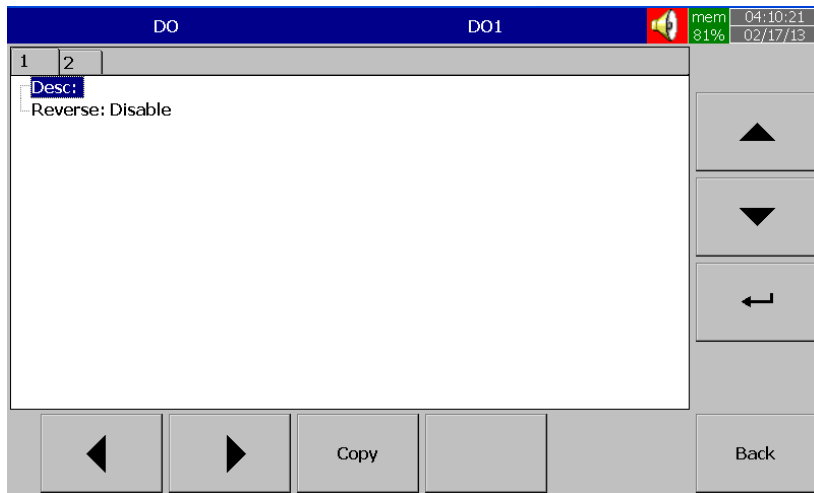 DO DO1 mem 04:10:21
81% 02/17/13
1 2
Desc:
Reverse: Disable
Copy Back